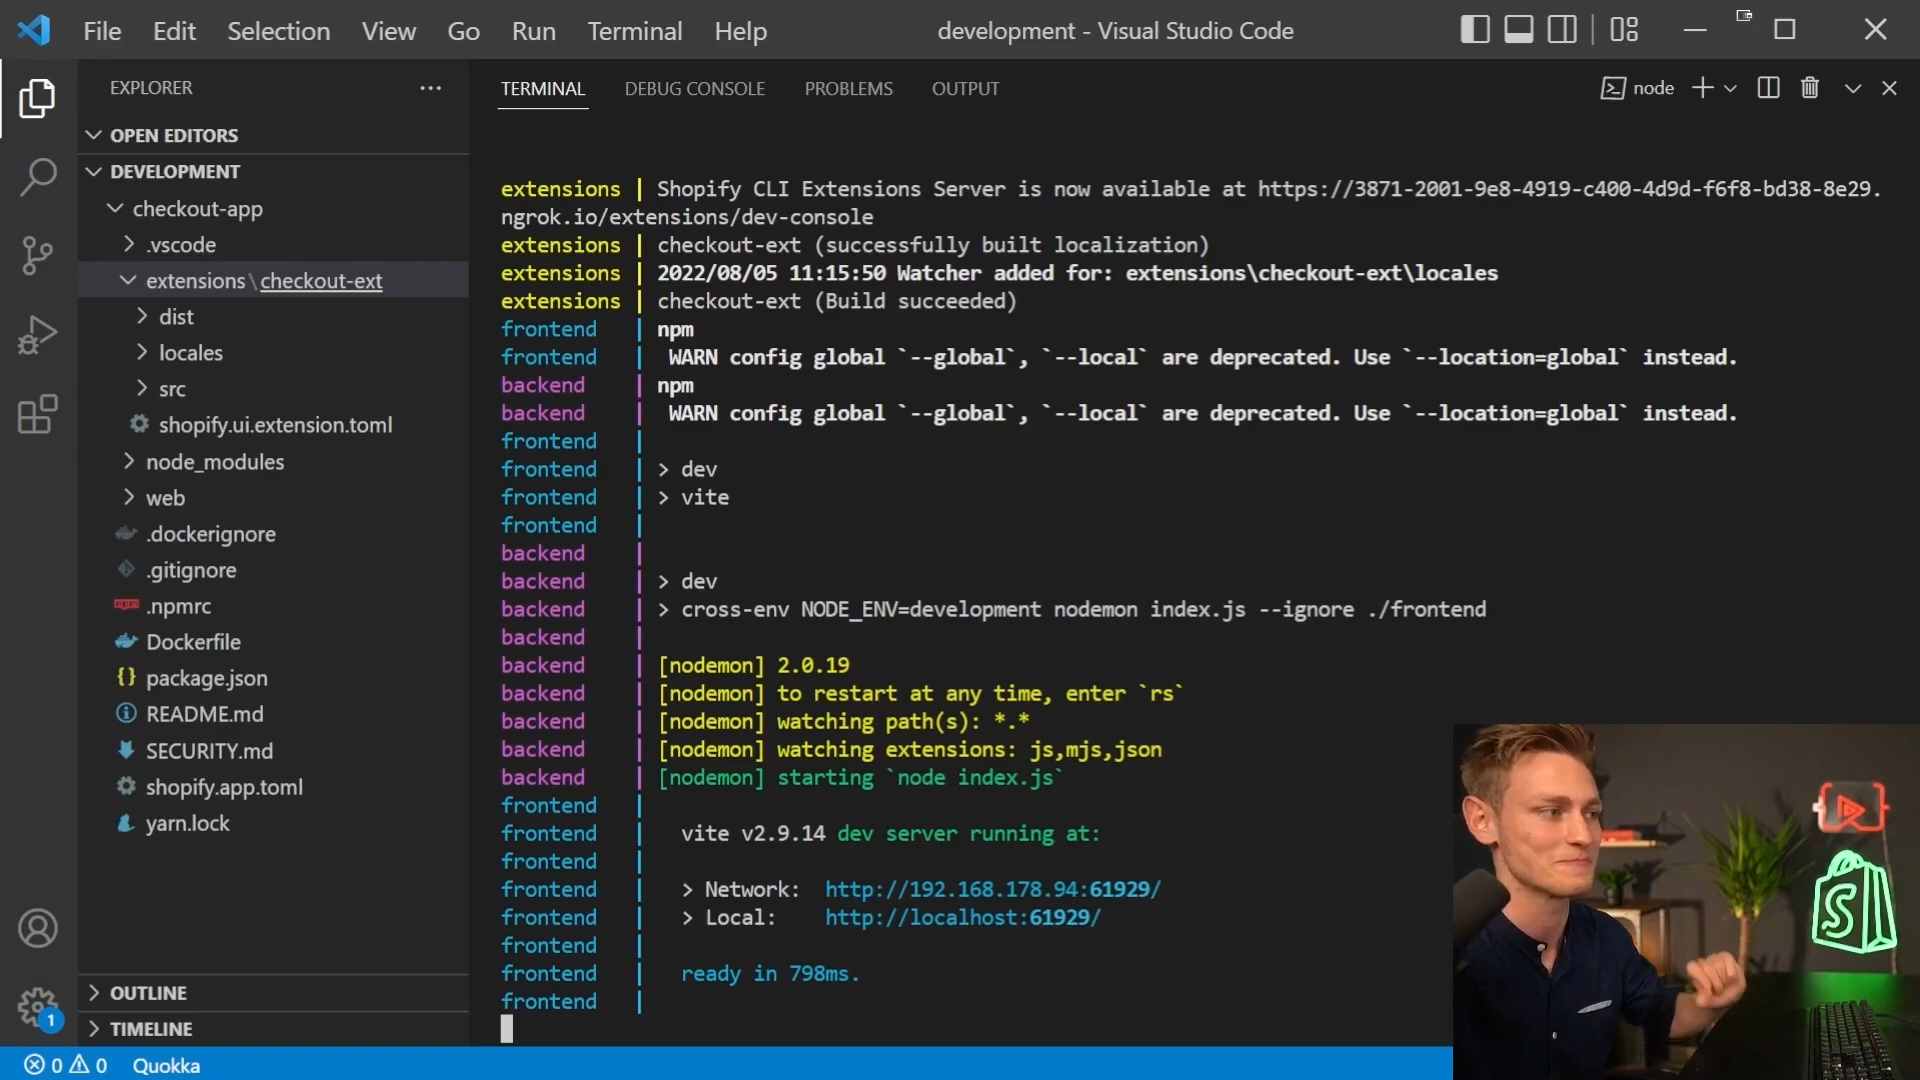 File Edit Selection View Go Run Terminal Help
development - Visual Studio Code
EXPLORER
OPEN EDITORS
DEVELOPMENT
checkout-app
.vscode
extensions\checkout-ext
dist
locales
src
shopify.ui.extension.toml
node_modules
web
.dockerignore
.gitignore
.npmrc
Dockerfile
package.json
README.md
SECURITY.md
shopify.app.toml
yarn.lock
OUTLINE
TIMELINE
1
TERMINAL DEBUG CONSOLE PROBLEMS OUTPUT
node
extensions | Shopify CLI Extensions Server is now available at https://3871-2001-9e8-4919-c400-4d9d-f6f8-bd38-8e29.
ngrok.io/extensions/dev-console
extensions | checkout-ext (successfully built localization)
extensions | 2022/08/05 11:15:50 Watcher added for: extensions\checkout-ext\locales
extensions | checkout-ext (Build succeeded)
frontend | npm
frontend | WARN config global `--global`, `--local` are deprecated. Use `--location=global` instead.
backend | npm
backend | WARN config global `--global`, `--local` are deprecated. Use `--location=global` instead.
frontend |
frontend | > dev
frontend | > vite
frontend |
backend |
backend | > dev
backend | > cross-env NODE_ENV=development nodemon index.js --ignore ./frontend
backend |
backend | [nodemon] 2.0.19
backend | [nodemon] to restart at any time, enter `rs`
backend | [nodemon] watching path(s): *.*
backend | [nodemon] watching extensions: js,mjs,json
backend | [nodemon] starting `node index.js`
frontend |
frontend | vite v2.9.14 dev server running at:
frontend |
frontend | > Network: http://192.168.178.94:61929/
frontend | > Local: http://localhost:61929/
frontend |
frontend | ready in 798ms.
frontend |
S
0 0 Quokka